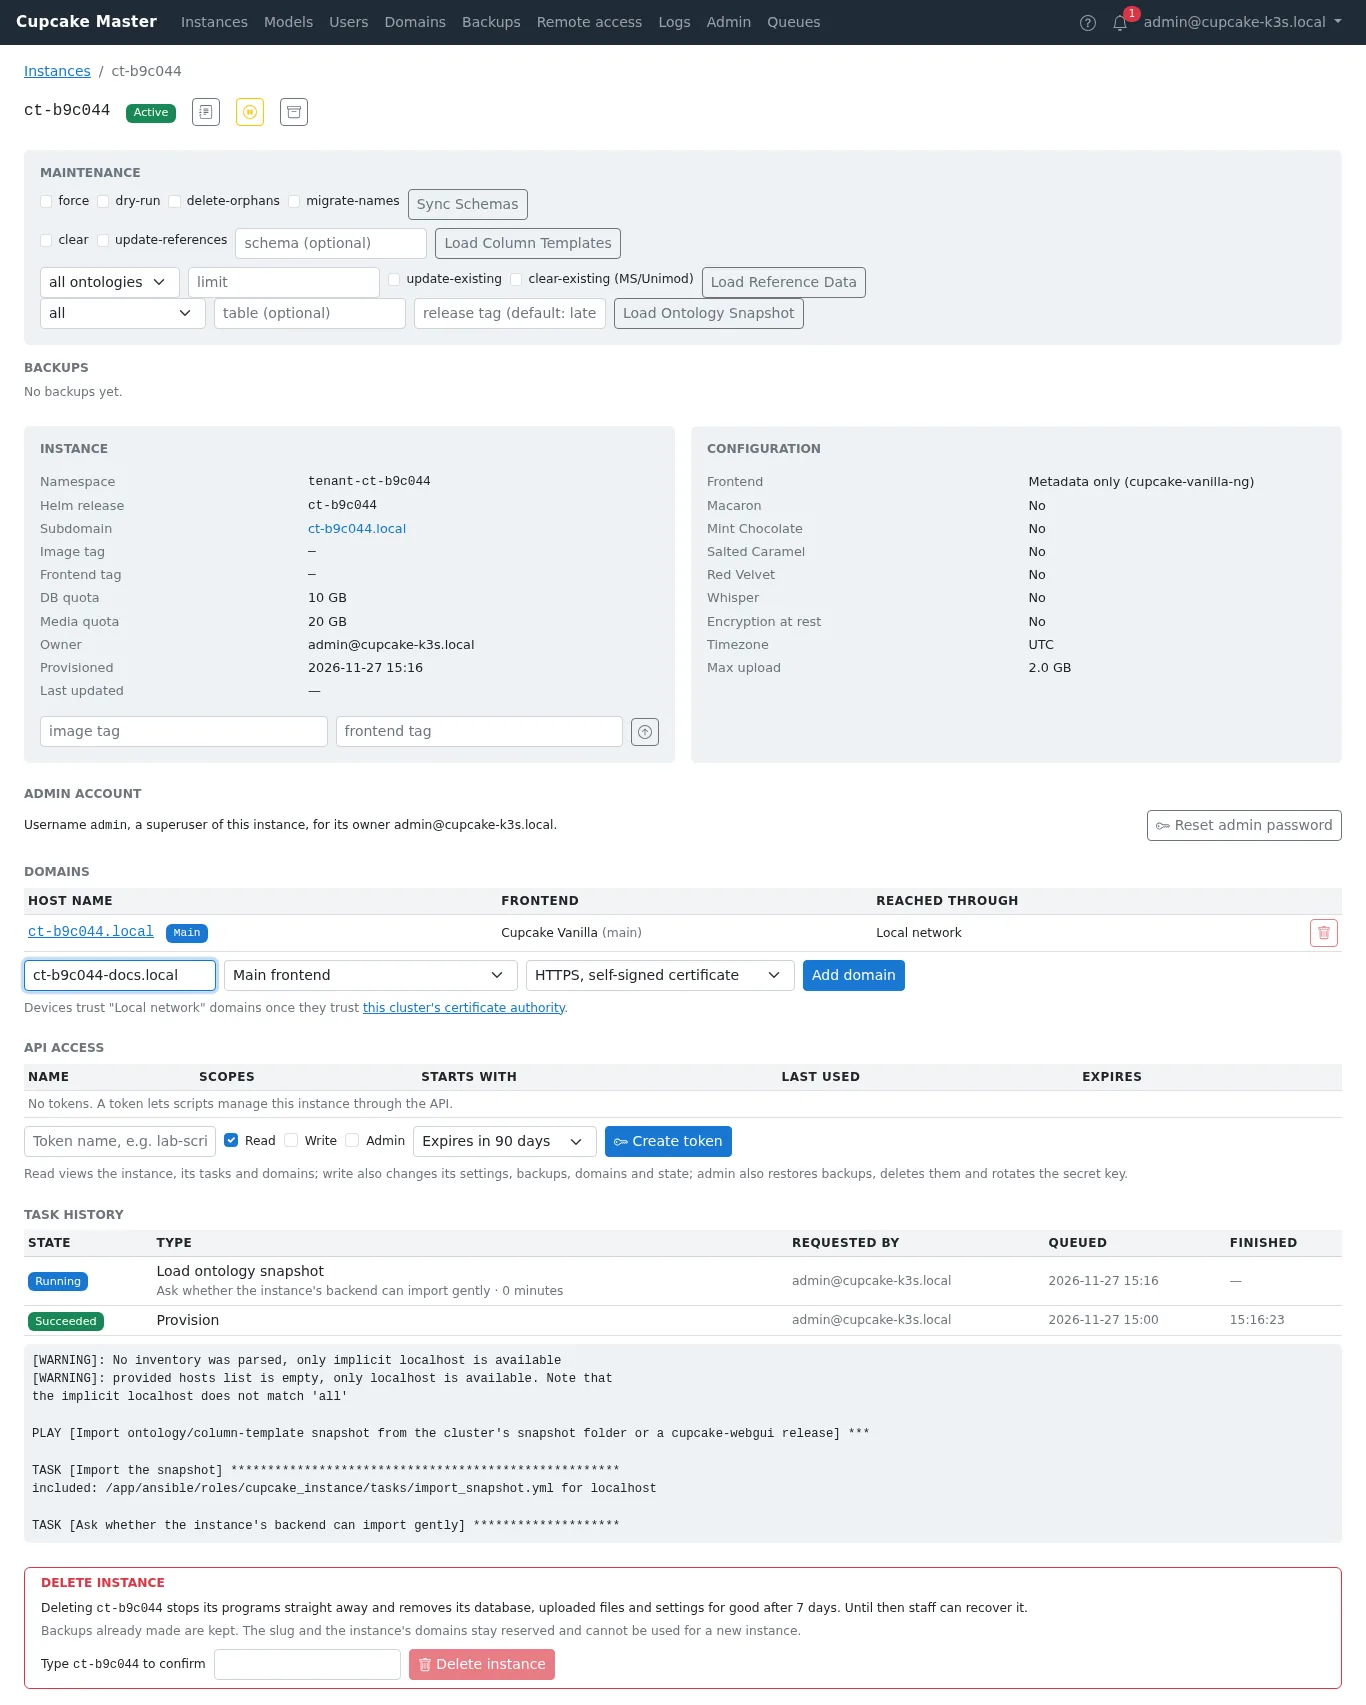 Cupcake Master Instances Models Users Domains Backups Remote access Logs Admin Queues 1 admin@cupcake-k3s.local
Instances / ct-b9c044
ct-b9c044 Active
MAINTENANCE
force dry-run delete-orphans migrate-names Sync Schemas
clear update-references schema (optional) Load Column Templates
all ontologies limit update-existing clear-existing (MS/Unimod) Load Reference Data
all table (optional) release tag (default: late Load Ontology Snapshot
BACKUPS
No backups yet.
INSTANCE
Namespace tenant-ct-b9c044
Helm release ct-b9c044
Subdomain ct-b9c044.local
Image tag —
Frontend tag —
DB quota 10 GB
Media quota 20 GB
Owner admin@cupcake-k3s.local
Provisioned 2026-11-27 15:16
Last updated —
image tag frontend tag
CONFIGURATION
Frontend Metadata only (cupcake-vanilla-ng)
Macaron No
Mint Chocolate No
Salted Caramel No
Red Velvet No
Whisper No
Encryption at rest No
Timezone UTC
Max upload 2.0 GB
ADMIN ACCOUNT
Username admin, a superuser of this instance, for its owner admin@cupcake-k3s.local. Reset admin password
DOMAINS
HOST NAME FRONTEND REACHED THROUGH
ct-b9c044.local Main Cupcake Vanilla (main) Local network
ct-b9c044-docs.local Main frontend HTTPS, self-signed certificate Add domain
Devices trust "Local network" domains once they trust this cluster's certificate authority.
API ACCESS
NAME SCOPES STARTS WITH LAST USED EXPIRES
No tokens. A token lets scripts manage this instance through the API.
Token name, e.g. lab-scri Read Write Admin Expires in 90 days Create token
Read views the instance, its tasks and domains; write also changes its settings, backups, domains and state; admin also restores backups, deletes them and rotates the secret key.
TASK HISTORY
STATE TYPE REQUESTED BY QUEUED FINISHED
Running Load ontology snapshot admin@cupcake-k3s.local 2026-11-27 15:16 —
Ask whether the instance's backend can import gently · 0 minutes
Succeeded Provision admin@cupcake-k3s.local 2026-11-27 15:00 15:16:23
[WARNING]: No inventory was parsed, only implicit localhost is available
[WARNING]: provided hosts list is empty, only localhost is available. Note that
the implicit localhost does not match 'all'
PLAY [Import ontology/column-template snapshot from the cluster's snapshot folder or a cupcake-webgui release] ***
TASK [Import the snapshot] *****************************************************
included: /app/ansible/roles/cupcake_instance/tasks/import_snapshot.yml for localhost
TASK [Ask whether the instance's backend can import gently] ********************
DELETE INSTANCE
Deleting ct-b9c044 stops its programs straight away and removes its database, uploaded files and settings for good after 7 days. Until then staff can recover it.
Backups already made are kept. The slug and the instance's domains stay reserved and cannot be used for a new instance.
Type ct-b9c044 to confirm Delete instance